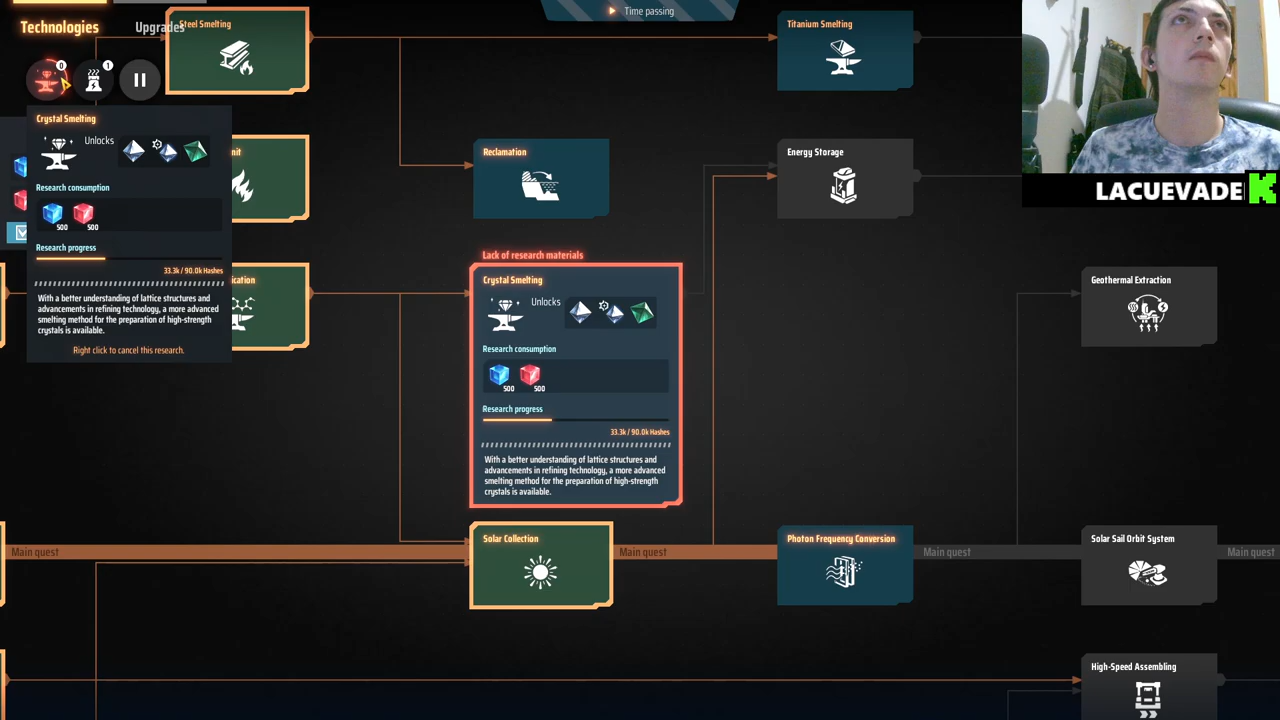 Technologies
Upgrades
Steel Smelting
Time passing
Titanium Smelting
0
1
Crystal Smelting
Unlocks
Research consumption
500
500
Research progress
33.3k / 90.0k Hashes
With a better understanding of lattice structures and
advancements in refining technology, a more advanced
smelting method for the preparation of high-strength
crystals is available.
Right click to cancel this research.
Reclamation
Energy Storage
LACUEVADE
Lack of research materials
Crystal Smelting
Unlocks
Research consumption
500
500
Research progress
33.3k / 90.0k Hashes
With a better understanding of lattice structures and
advancements in refining technology, a more advanced
smelting method for the preparation of high-strength
crystals is available.
Geothermal Extraction
Main quest
Solar Collection
Main quest
Photon Frequency Conversion
Main quest
Solar Sail Orbit System
Main quest
High-Speed Assembling